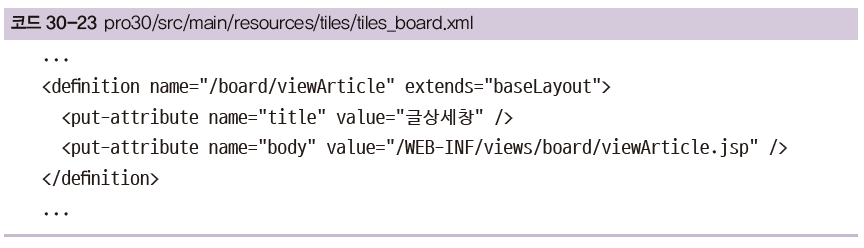 코드 30-23 pro30/src/main/resources/tiles/tiles_board.xml
...
<definition name="/board/viewArticle" extends="baseLayout">
<put-attribute name="title" value="글상세창" />
<put-attribute name="body" value="/WEB-INF/views/board/viewArticle.jsp" />
</definition>
...